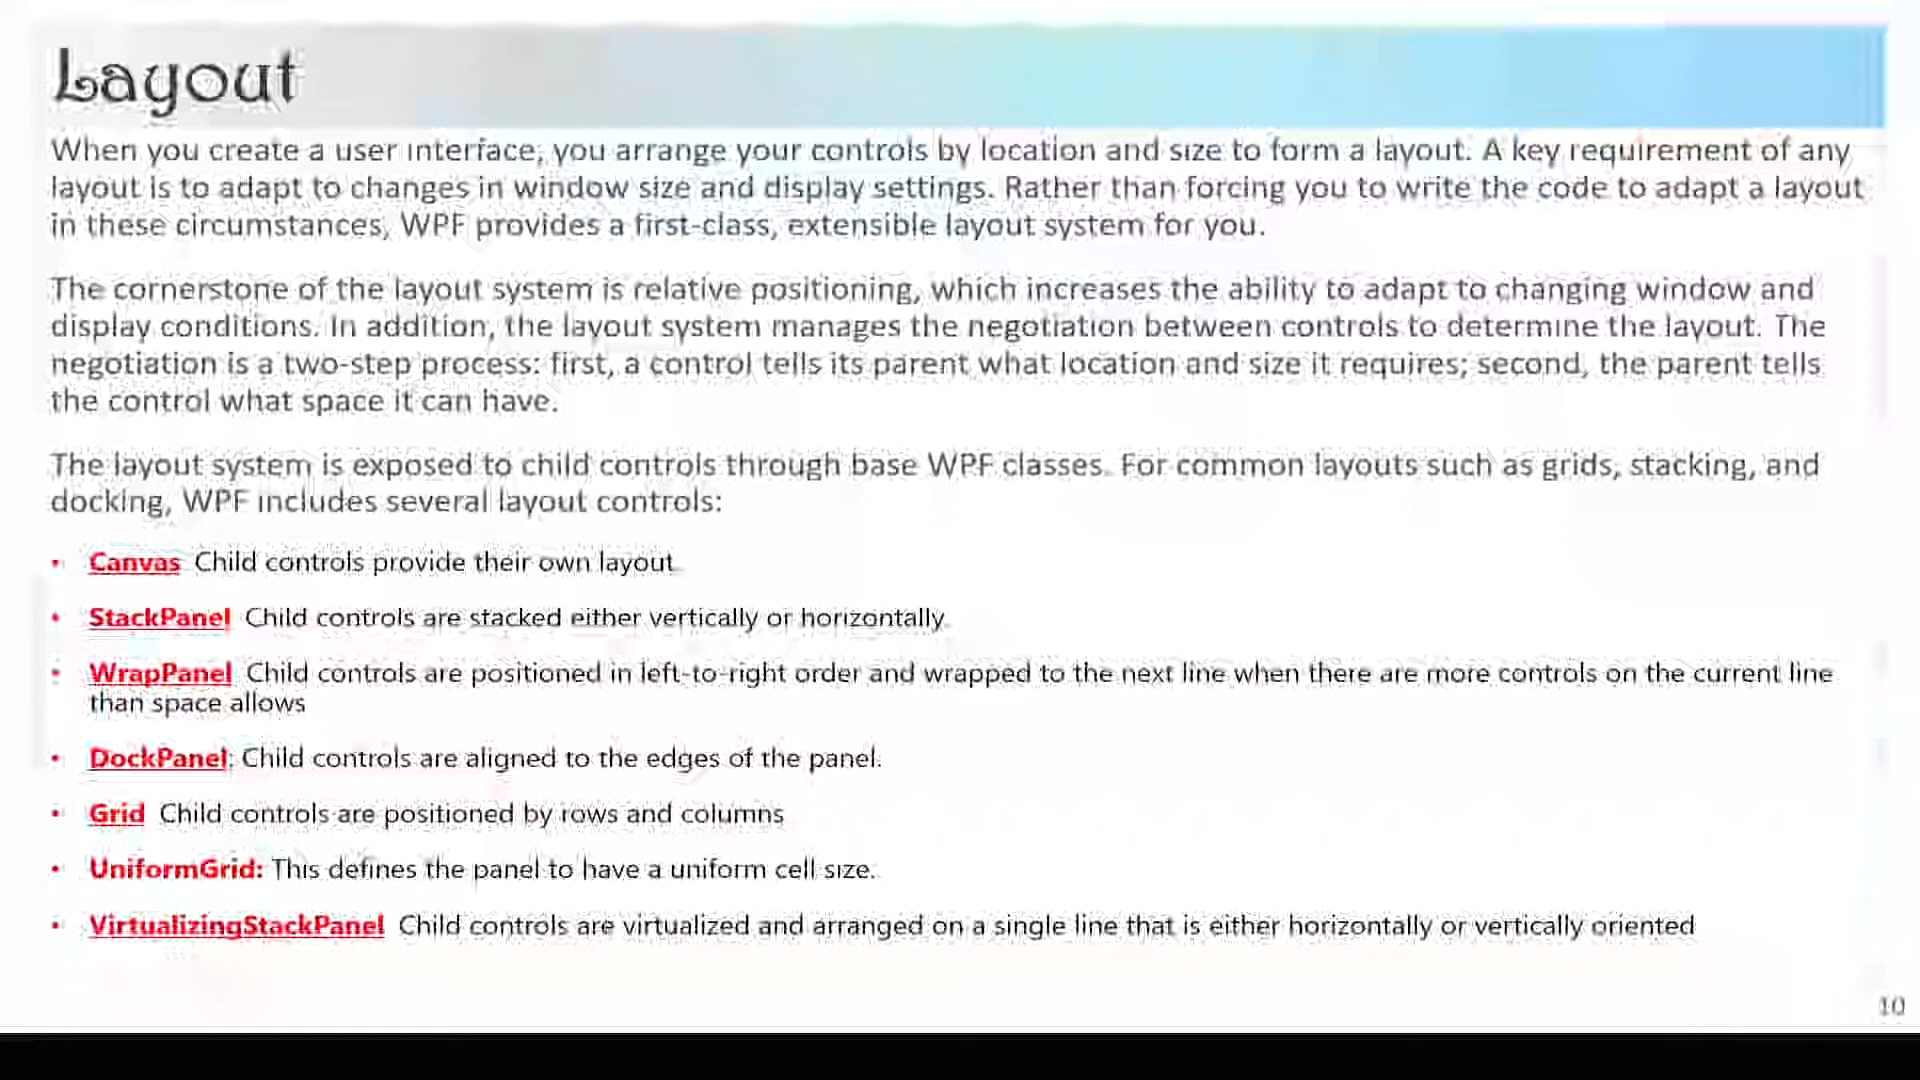 Layout
When you create a user interface, you arrange your controls by location and size to form a layout. A key requirement of any
layout is to adapt to changes in window size and display settings. Rather than forcing you to write the code to adapt a layout
in these circumstances, WPF provides a first-class, extensible layout system for you.
The cornerstone of the layout system is relative positioning, which increases the ability to adapt to changing window and
display conditions. In addition, the layout system manages the negotiation between controls to determine the layout. The
negotiation is a two-step process: first, a control tells its parent what location and size it requires; second, the parent tells
the control what space it can have.
The layout system is exposed to child controls through base WPF classes. For common layouts such as grids, stacking, and
docking, WPF includes several layout controls:
• Canvas Child controls provide their own layout
• StackPanel Child controls are stacked either vertically or horizontally.
• WrapPanel Child controls are positioned in left-to-right order and wrapped to the next line when there are more controls on the current line
than space allows
• DockPanel: Child controls are aligned to the edges of the panel.
• Grid Child controls are positioned by rows and columns
• UniformGrid: This defines the panel to have a uniform cell size.
• VirtualizingStackPanel Child controls are virtualized and arranged on a single line that is either horizontally or vertically oriented
10